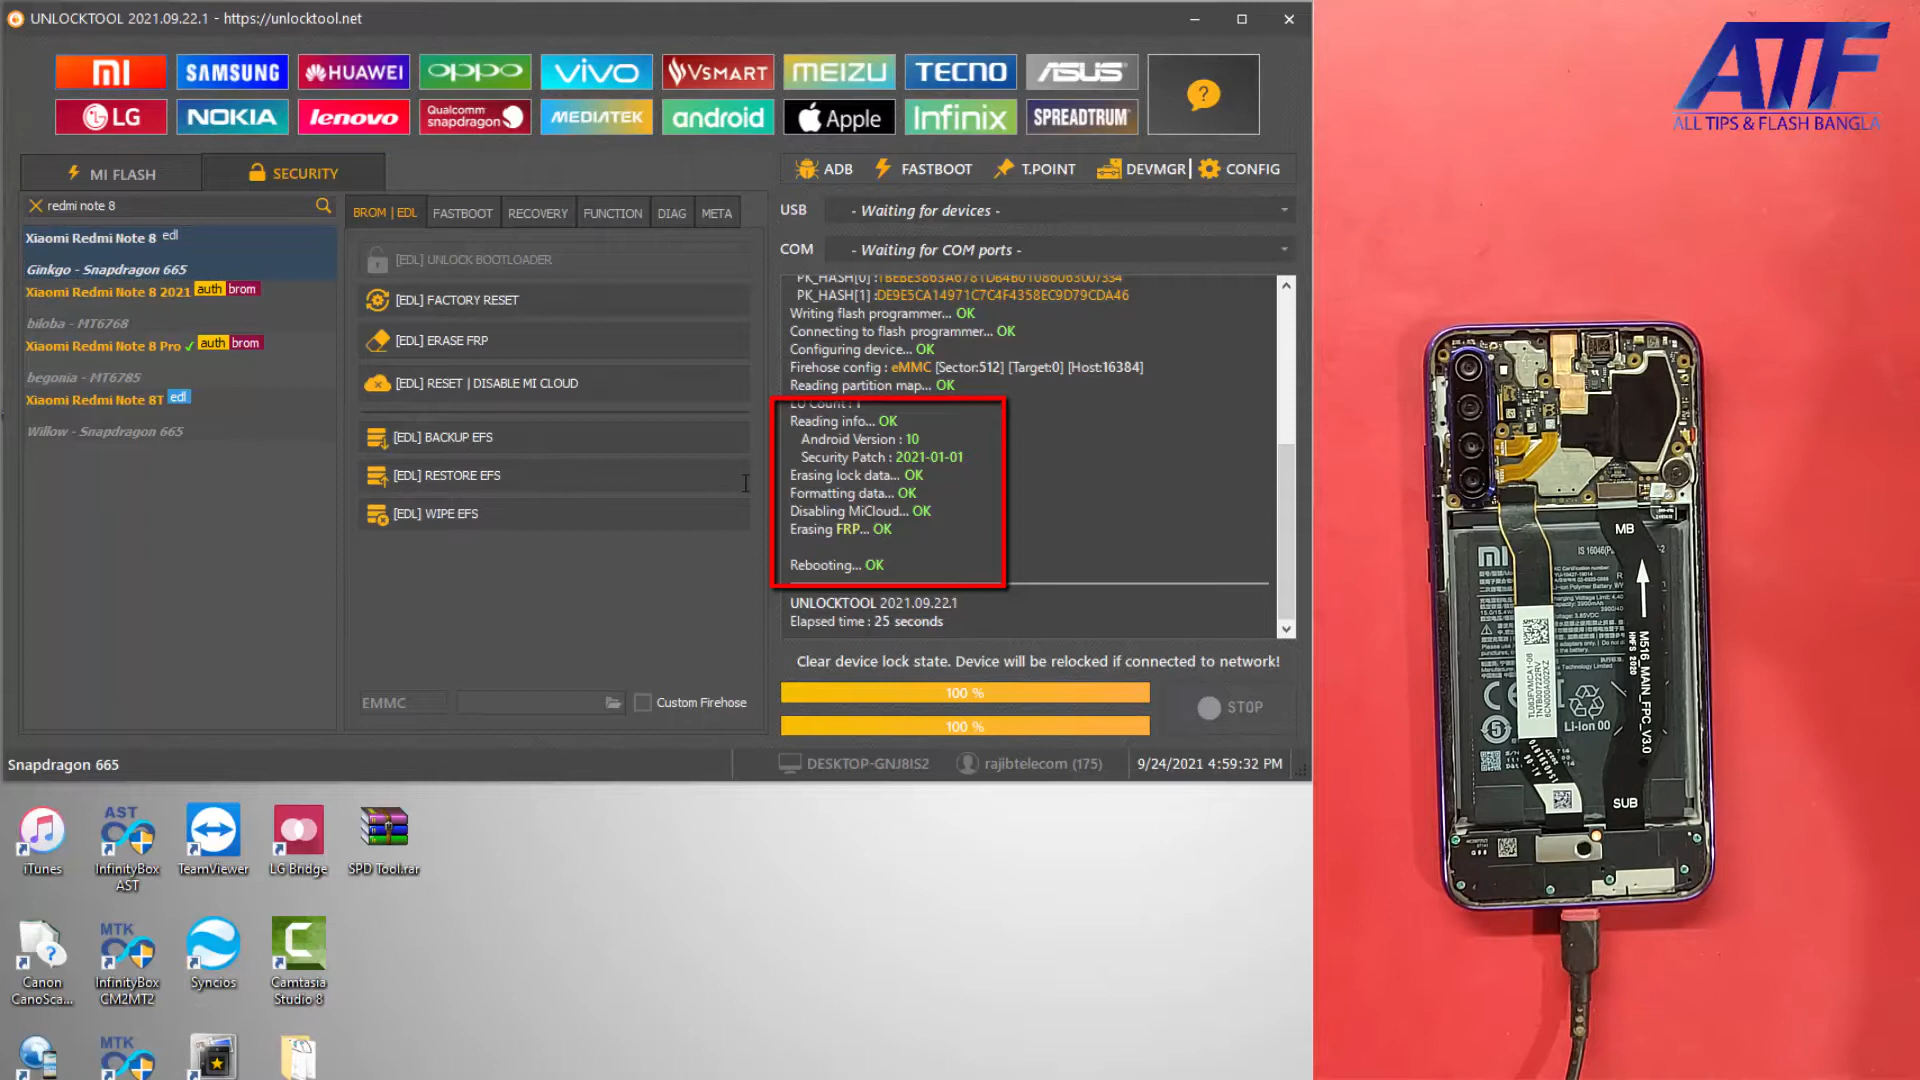 UNLOCKTOOL 2021.09.22.1 - https://unlocktool.net
MI SAMSUNG HUAWEI OPPO VIVO VSMART MEIZU TECNO ASUS
LG NOKIA lenovo Qualcomm snapdragon MEDIATEK android Apple Infinix SPREADTRUM
?
MI FLASH SECURITY
ADB FASTBOOT T.POINT DEVMGR CONFIG
redmi note 8
Xiaomi Redmi Note 8 edl
Ginkgo - Snapdragon 665
Xiaomi Redmi Note 8 2021 auth brom
biloba - MT6768
Xiaomi Redmi Note 8 Pro ✓ auth brom
begonia - MT6785
Xiaomi Redmi Note 8T edl
Willow - Snapdragon 665
BROM | EDL FASTBOOT RECOVERY FUNCTION DIAG META
[EDL] UNLOCK BOOTLOADER
[EDL] FACTORY RESET
[EDL] ERASE FRP
[EDL] RESET | DISABLE MI CLOUD
[EDL] BACKUP EFS
[EDL] RESTORE EFS
[EDL] WIPE EFS
EMMC Custom Firehose
USB - Waiting for devices -
COM - Waiting for COM ports -
PK_HASH[0] :1BEBE3863A6781DB4B01086063007334
PK_HASH[1] :DE9E5CA14971C7C4F4358EC9D79CDA46
Writing flash programmer... OK
Connecting to flash programmer... OK
Configuring device... OK
Firehose config : eMMC [Sector:512] [Target:0] [Host:16384]
Reading partition map... OK
LU Count : 1
Reading info... OK
Android Version : 10
Security Patch : 2021-01-01
Erasing lock data... OK
Formatting data... OK
Disabling MiCloud... OK
Erasing FRP... OK
Rebooting... OK
UNLOCKTOOL 2021.09.22.1
Elapsed time : 25 seconds
Clear device lock state. Device will be relocked if connected to network!
100 %
100 %
STOP
Snapdragon 665
DESKTOP-GNJ8IS2 rajibtelecom (175) 9/24/2021 4:59:32 PM
iTunes
AST
InfinityBox AST
TeamViewer
LG Bridge
SPD Tool.rar
Canon CanoSca...
MTK
InfinityBox CM2MT2
Syncios
Camtasia Studio 8
MTK
ATF
ALL TIPS & FLASH BANGLA
MB
mi
Li-ion 00
M516_MAIN_FPC_V3.0
HMFS 2020
SUB